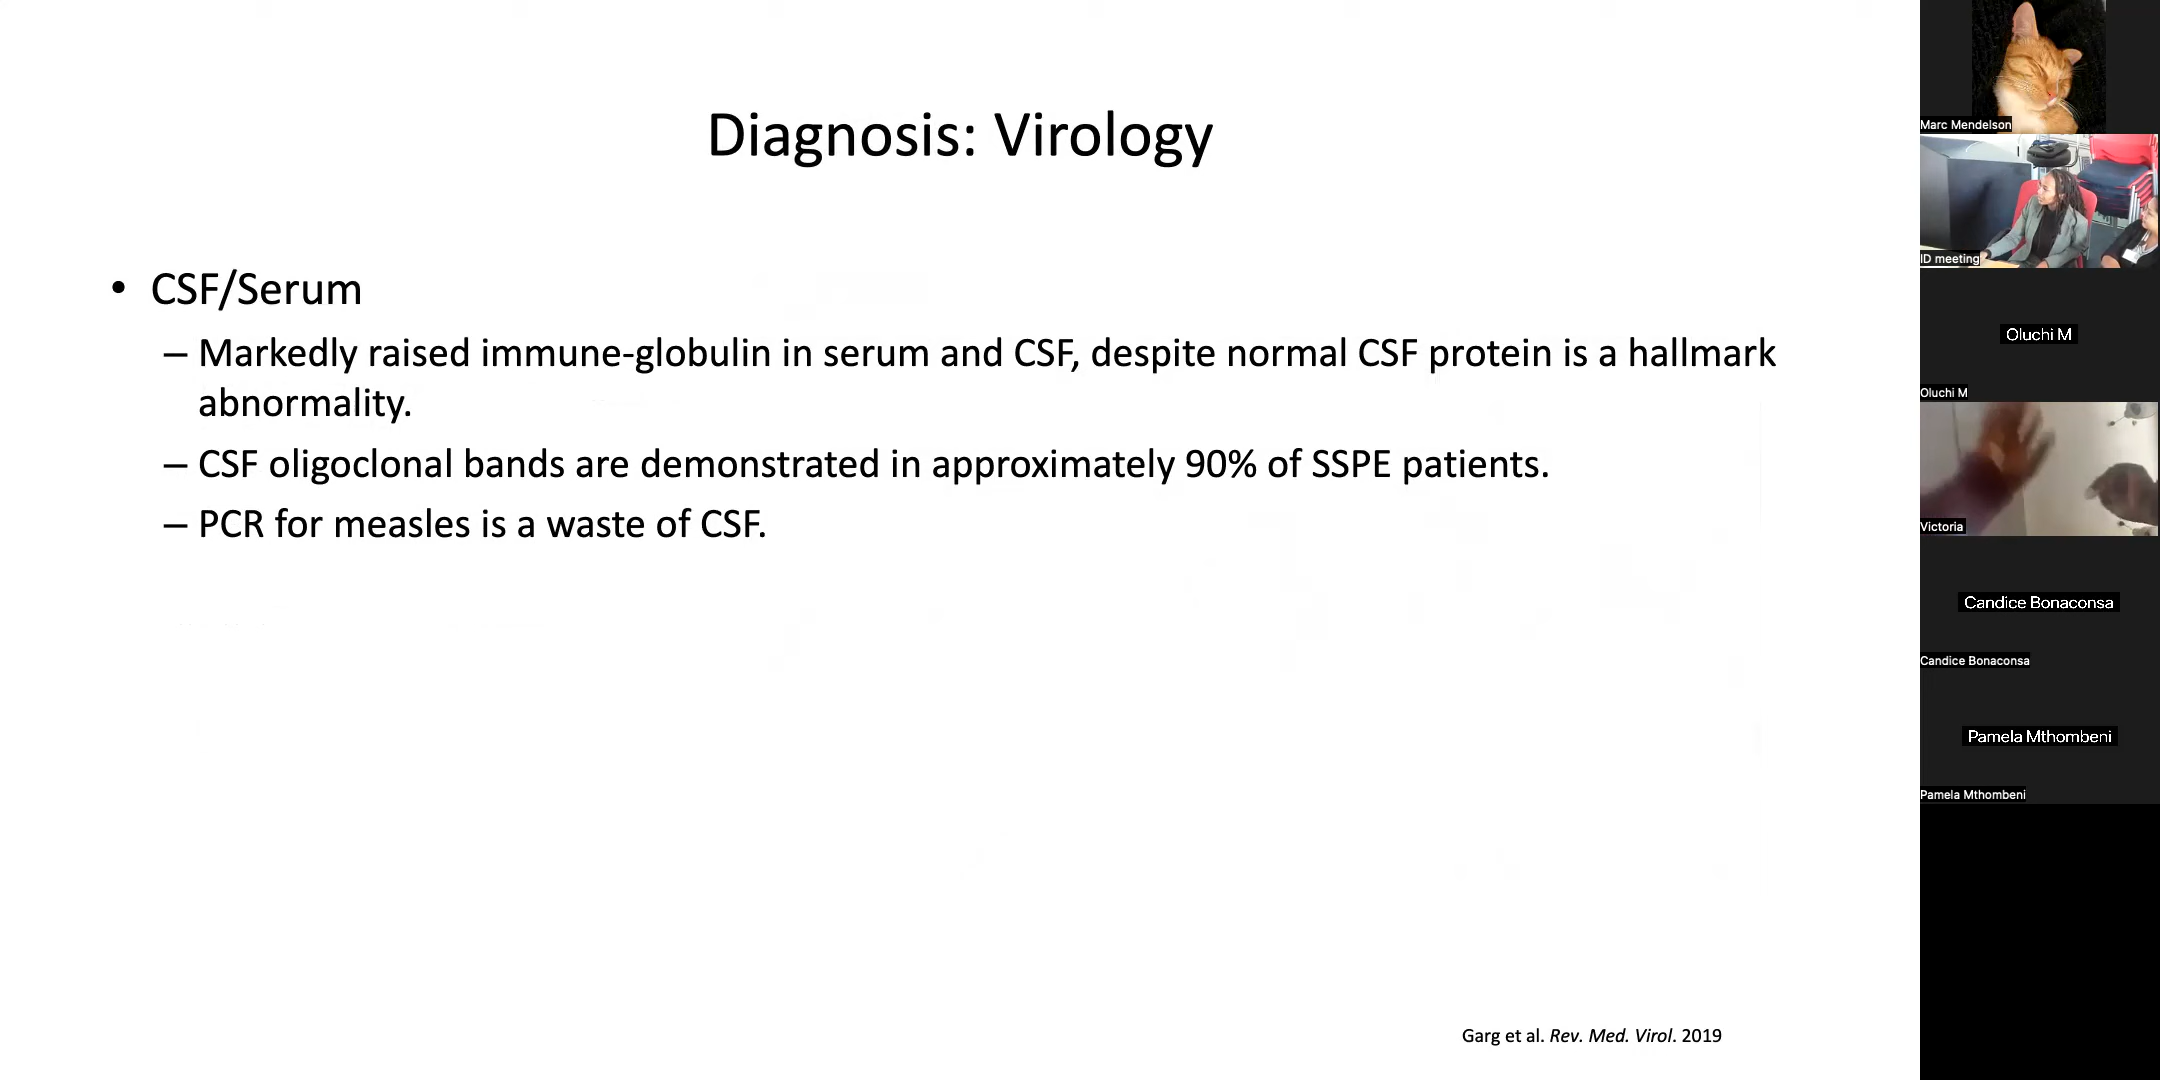 Diagnosis: Virology
• CSF/Serum
– Markedly raised immune-globulin in serum and CSF, despite normal CSF protein is a hallmark
abnormality.
– CSF oligoclonal bands are demonstrated in approximately 90% of SSPE patients.
– PCR for measles is a waste of CSF.
Garg et al. Rev. Med. Virol. 2019
Marc Mendelson
ID meeting
Oluchi M
Oluchi M
Victoria
Candice Bonaconsa
Candice Bonaconsa
Pamela Mthombeni
Pamela Mthombeni